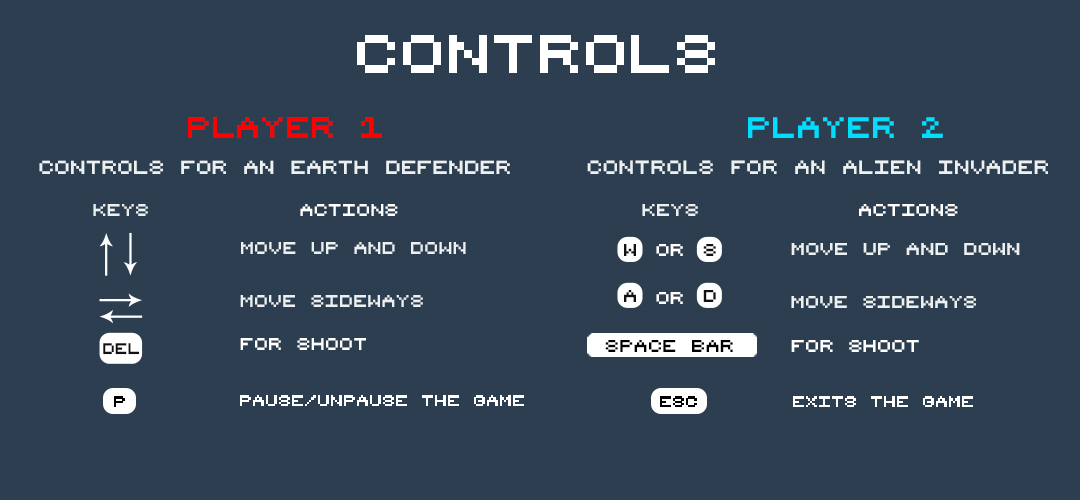 CONTROLS
PLAYER 1
CONTROLS FOR AN EARTH DEFENDER
KEYS ACTIONS
MOVE UP AND DOWN
MOVE SIDEWAYS
DEL FOR SHOOT
P PAUSE/UNPAUSE THE GAME
PLAYER 2
CONTROLS FOR AN ALIEN INVADER
KEYS ACTIONS
W OR S MOVE UP AND DOWN
A OR D MOVE SIDEWAYS
SPACE BAR FOR SHOOT
ESC EXITS THE GAME